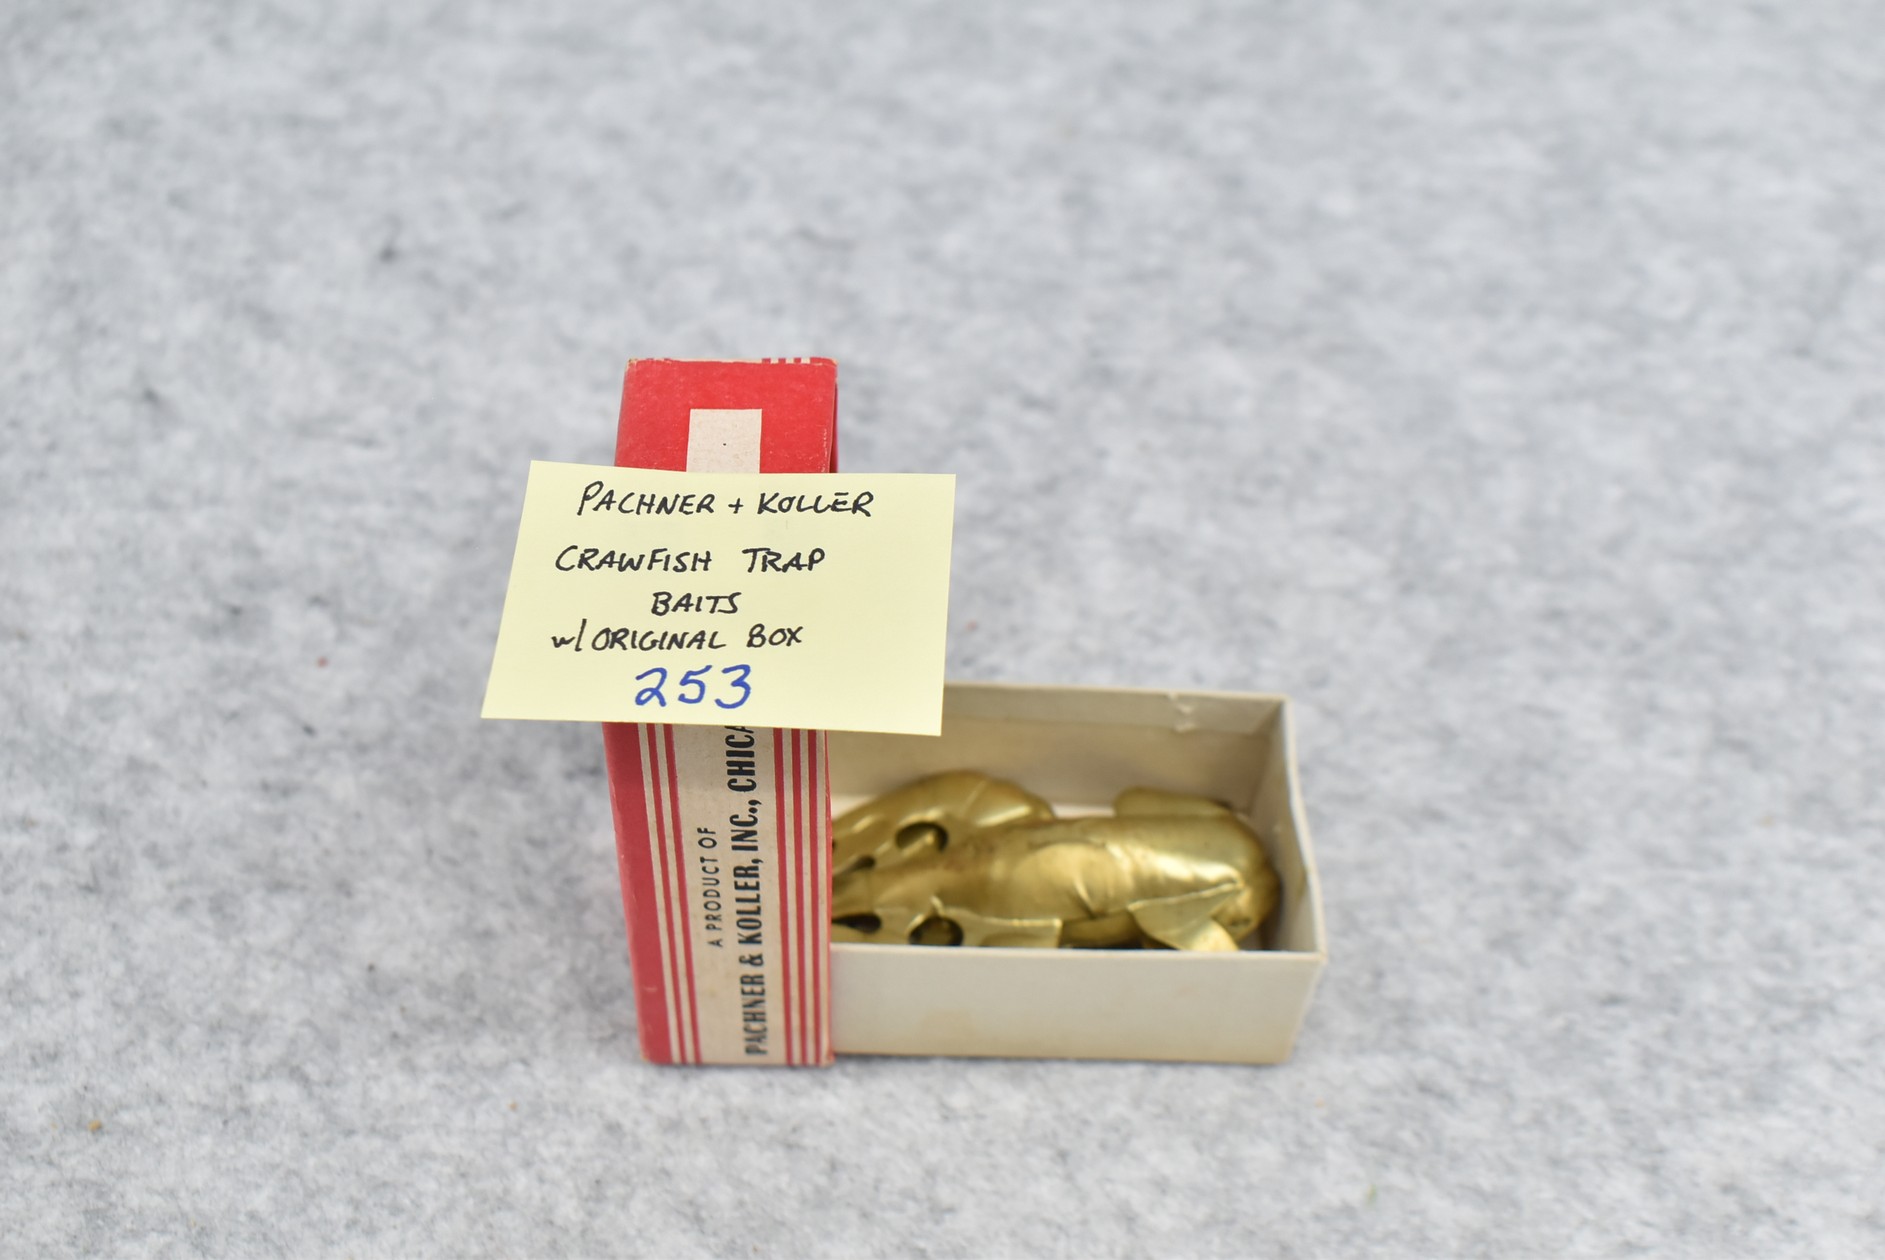 PACHNER + KOLLER
CRAWFISH TRAP
BAITS
w/ ORIGINAL BOX
253
A PRODUCT OF
PACHNER & KOLLER, INC., CHICA